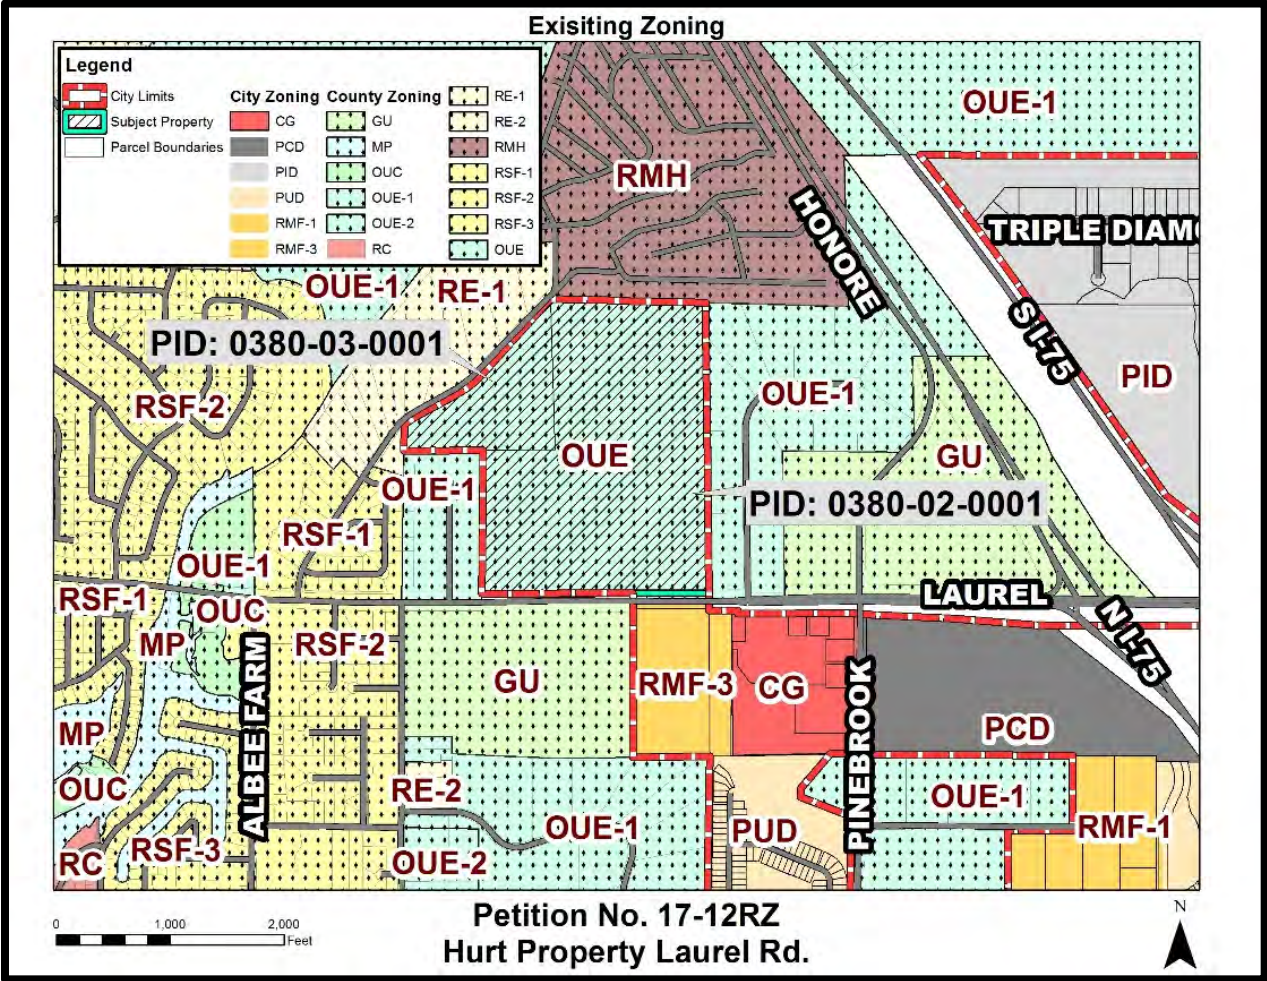 Exisiting Zoning
Legend
City Limits
Subject Property
Parcel Boundaries
City Zoning
CG
PCD
PID
PUD
RMF-1
RMF-3
County Zoning
GU
MP
OUC
OUE-1
OUE-2
RC
RE-1
RE-2
RMH
RSF-1
RSF-2
RSF-3
OUE
OUE-1
RMH
HONORE
TRIPLE DIAM
OUE-1
RE-1
S I-75
PID: 0380-03-0001
PID
RSF-2
OUE-1
OUE
GU
OUE-1
PID: 0380-02-0001
RSF-1
OUE-1
RSF-1
LAUREL
OUC
N I-75
MP
RSF-2
ALBEE FARM
GU
RMF-3
CG
PINEBROOK
PCD
MP
OUC
RE-2
OUE-1
OUE-1
PUD
RMF-1
RC
RSF-3
OUE-2
0
1,000
2,000
Feet
Petition No. 17-12RZ
Hurt Property Laurel Rd.
N